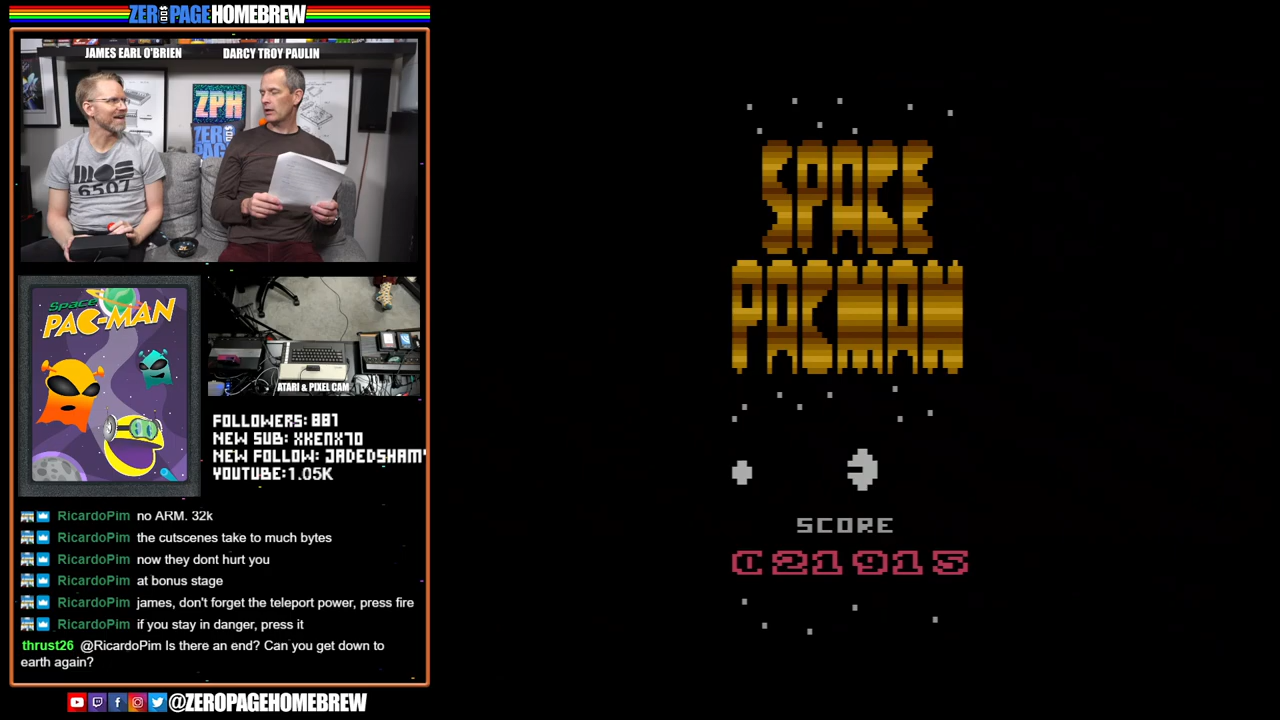 ZEROPAGEHOMEBREW
JAMES EARL O'BRIEN
DARCY TROY PAULIN
ZPH
ZERO
PAGE
MOS
6507
Space
PAC-MAN
ATARI & PIXEL CAM
FOLLOWERS: 881
NEW SUB: XKENX70
NEW FOLLOW: JADEDSHAM
YOUTUBE:1.05K
RicardoPim no ARM. 32k
RicardoPim the cutscenes take to much bytes
RicardoPim now they dont hurt you
RicardoPim at bonus stage
RicardoPim james, don't forget the teleport power, press fire
RicardoPim if you stay in danger, press it
thrust26 @RicardoPim Is there an end? Can you get down to
earth again?
@ZEROPAGEHOMEBREW
SPACE
PACMAN
SCORE
021915